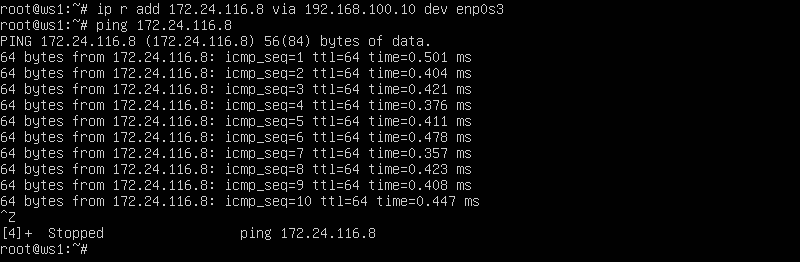 root@ws1:~# ip r add 172.24.116.8 via 192.168.100.10 dev enp0s3
root@ws1:~# ping 172.24.116.8
PING 172.24.116.8 (172.24.116.8) 56(84) bytes of data.
64 bytes from 172.24.116.8: icmp_seq=1 ttl=64 time=0.501 ms
64 bytes from 172.24.116.8: icmp_seq=2 ttl=64 time=0.404 ms
64 bytes from 172.24.116.8: icmp_seq=3 ttl=64 time=0.421 ms
64 bytes from 172.24.116.8: icmp_seq=4 ttl=64 time=0.376 ms
64 bytes from 172.24.116.8: icmp_seq=5 ttl=64 time=0.411 ms
64 bytes from 172.24.116.8: icmp_seq=6 ttl=64 time=0.478 ms
64 bytes from 172.24.116.8: icmp_seq=7 ttl=64 time=0.357 ms
64 bytes from 172.24.116.8: icmp_seq=8 ttl=64 time=0.423 ms
64 bytes from 172.24.116.8: icmp_seq=9 ttl=64 time=0.408 ms
64 bytes from 172.24.116.8: icmp_seq=10 ttl=64 time=0.447 ms
^Z
[4]+  Stopped                 ping 172.24.116.8
root@ws1:~#